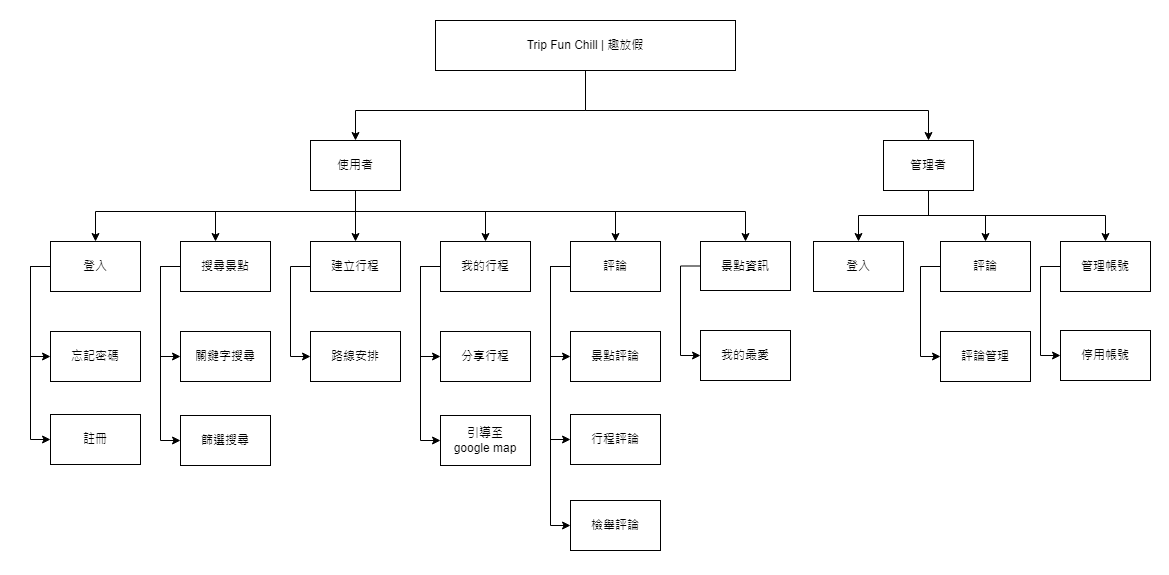 Trip Fun Chill | 趣放假
使用者
管理者
登入
搜尋景點
建立行程
我的行程
評論
景點資訊
登入
評論
管理帳號
忘記密碼
關鍵字搜尋
路線安排
分享行程
景點評論
我的最愛
評論管理
停用帳號
註冊
篩選搜尋
引導至
google map
行程評論
檢舉評論